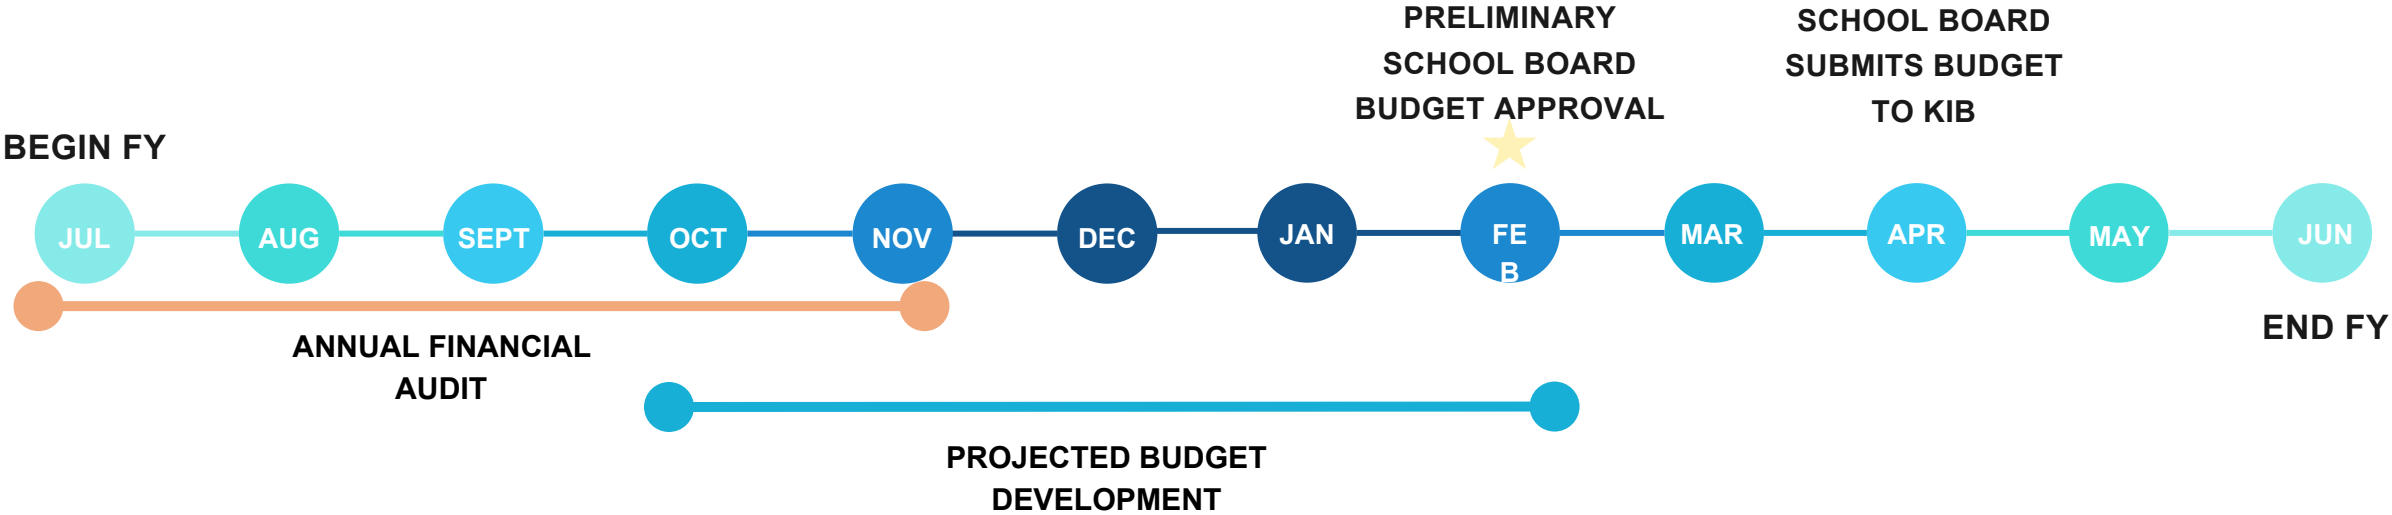 PRELIMINARY
SCHOOL BOARD
BUDGET APPROVAL
SCHOOL BOARD
SUBMITS BUDGET
TO KIB
BEGIN FY
JUL
AUG
SEPT
OCT
NOV
DEC
JAN
FE
B
MAR
APR
MAY
JUN
END FY
ANNUAL FINANCIAL
AUDIT
PROJECTED BUDGET
DEVELOPMENT